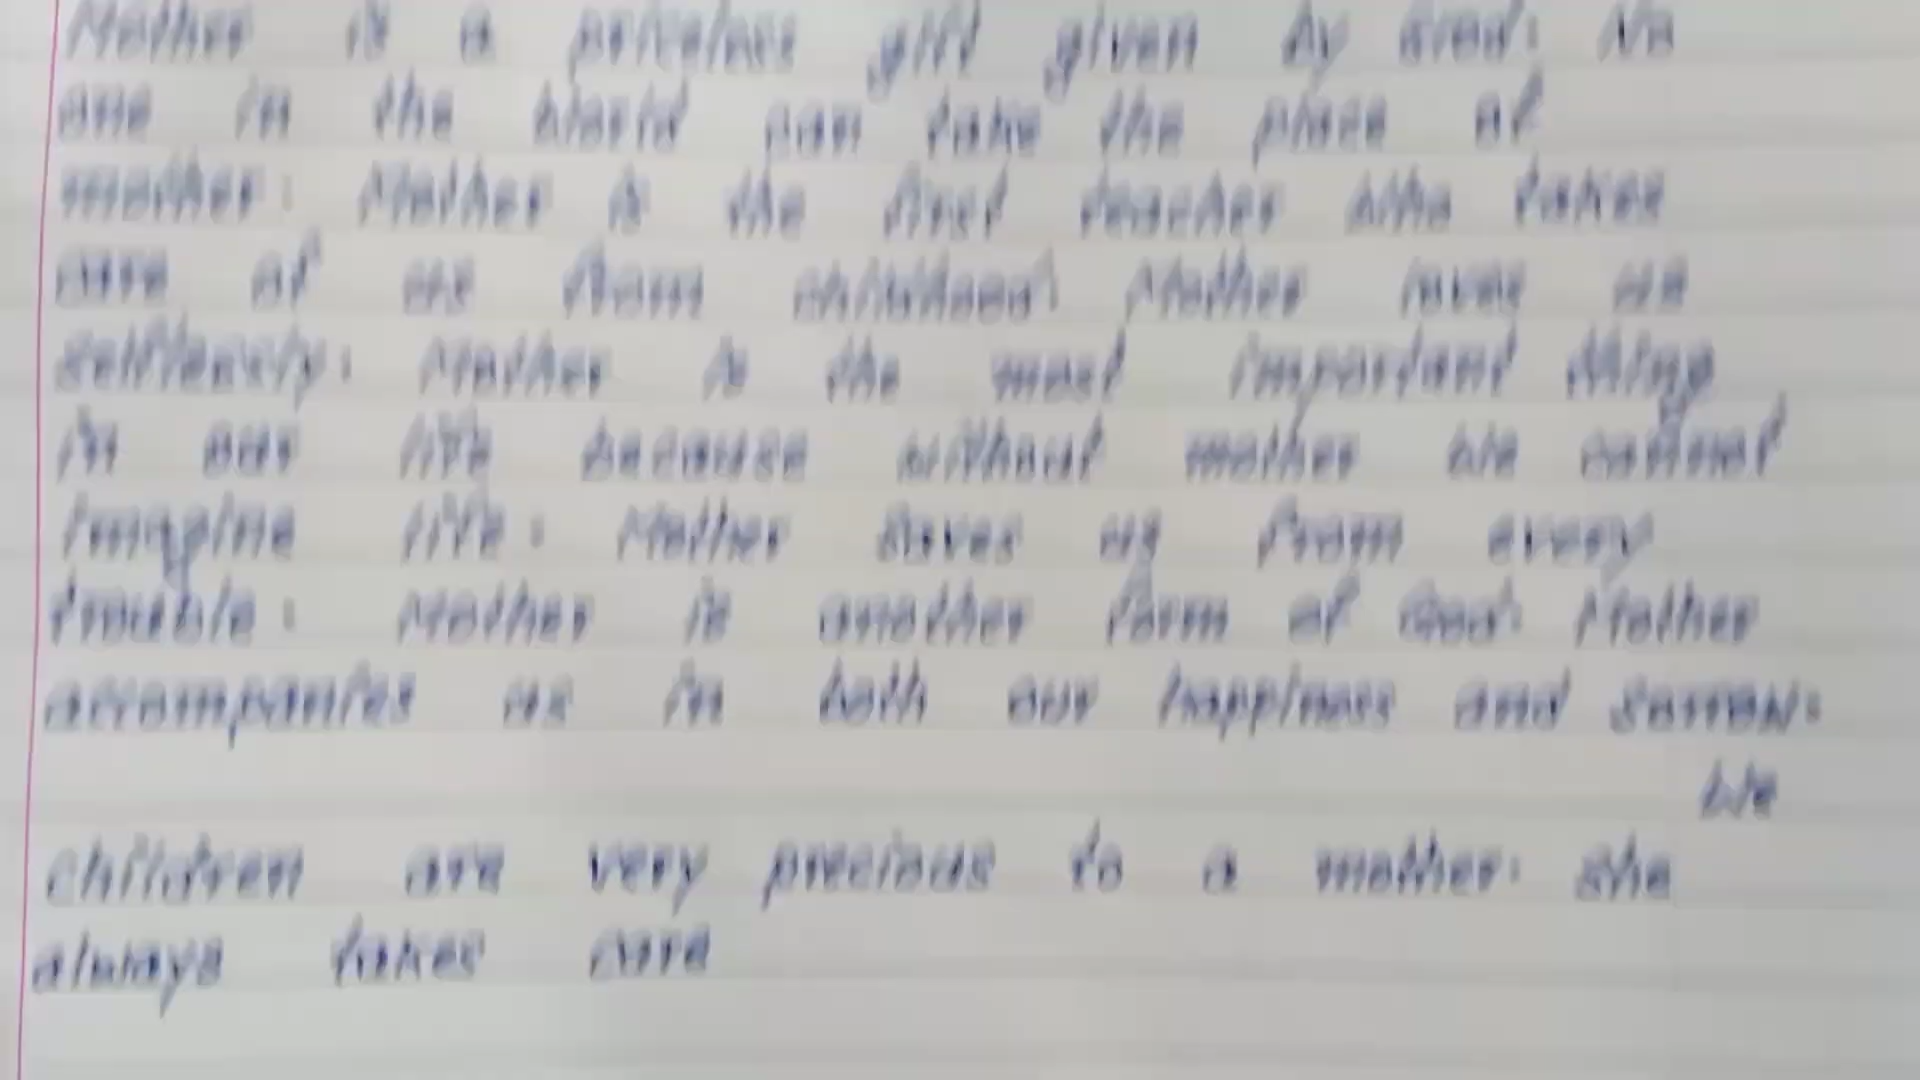 Mother is a priceless gift given by God. No
one in the World can take the place of
mother. Mother is the first teacher Who takes
care of us from childhood. Mother loves us
selflessly. Mother is the most important thing
in our life because without mother We cannot
imagine life. Mother saves us from every
trouble. Mother is another form of God. Mother
accompanies us in both our happiness and sorrow.
We
children are very precious to a mother. she
always takes care